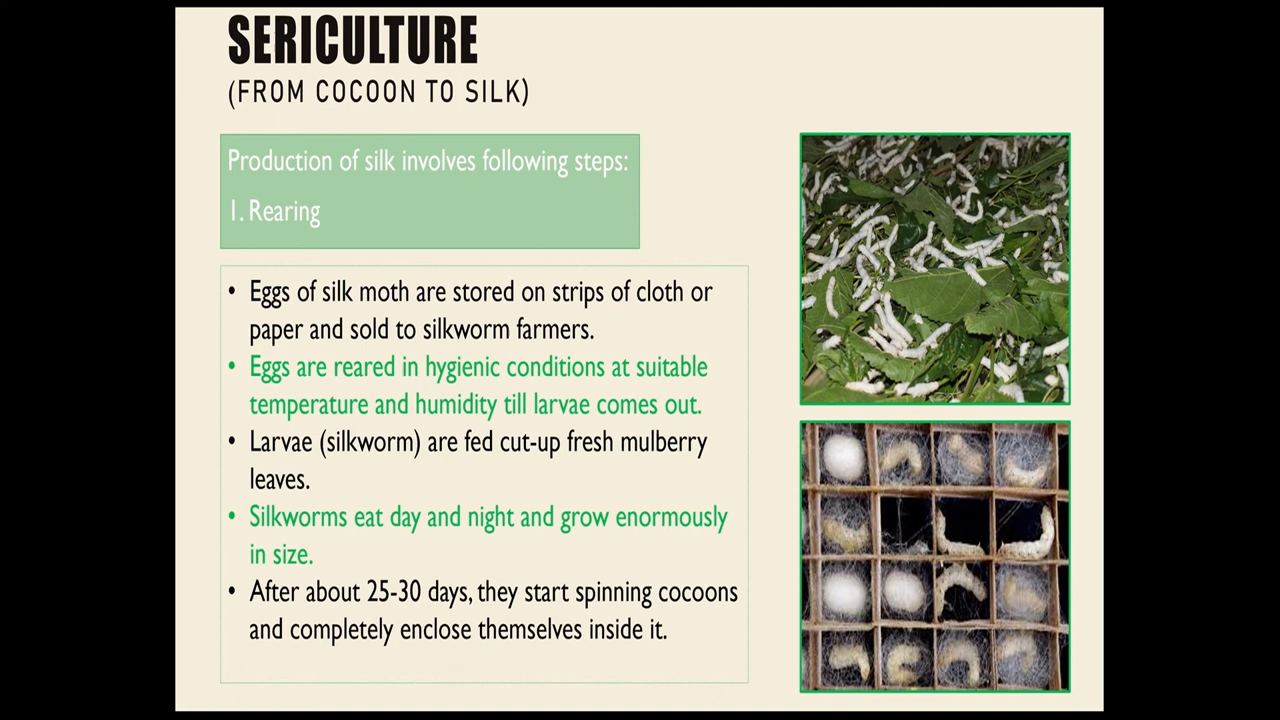 SERICULTURE
(FROM COCOON TO SILK)
Production of silk involves following steps:
1. Rearing
• Eggs of silk moth are stored on strips of cloth or
paper and sold to silkworm farmers.
• Eggs are reared in hygienic conditions at suitable
temperature and humidity till larvae comes out.
• Larvae (silkworm) are fed cut-up fresh mulberry
leaves.
• Silkworms eat day and night and grow enormously
in size.
• After about 25-30 days, they start spinning cocoons
and completely enclose themselves inside it.